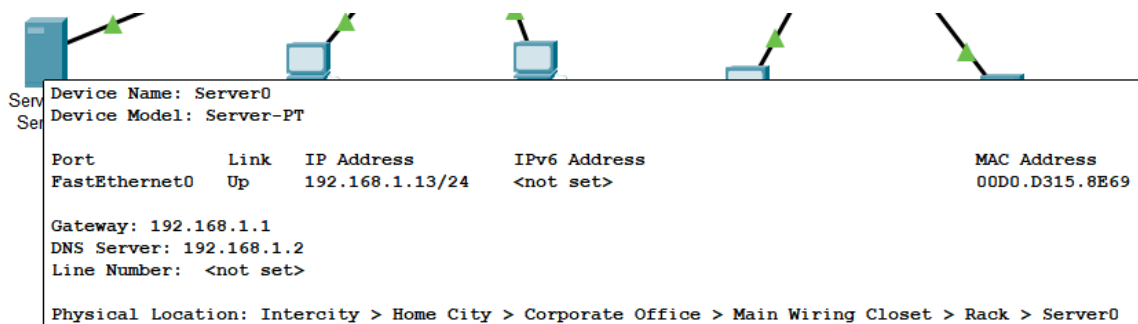 Serv
Ser
Device Name: Server0
Device Model: Server-PT
Port Link IP Address IPv6 Address MAC Address
FastEthernet0 Up 192.168.1.13/24 <not set> 00D0.D315.8E69
Gateway: 192.168.1.1
DNS Server: 192.168.1.2
Line Number: <not set>
Physical Location: Intercity > Home City > Corporate Office > Main Wiring Closet > Rack > Server0